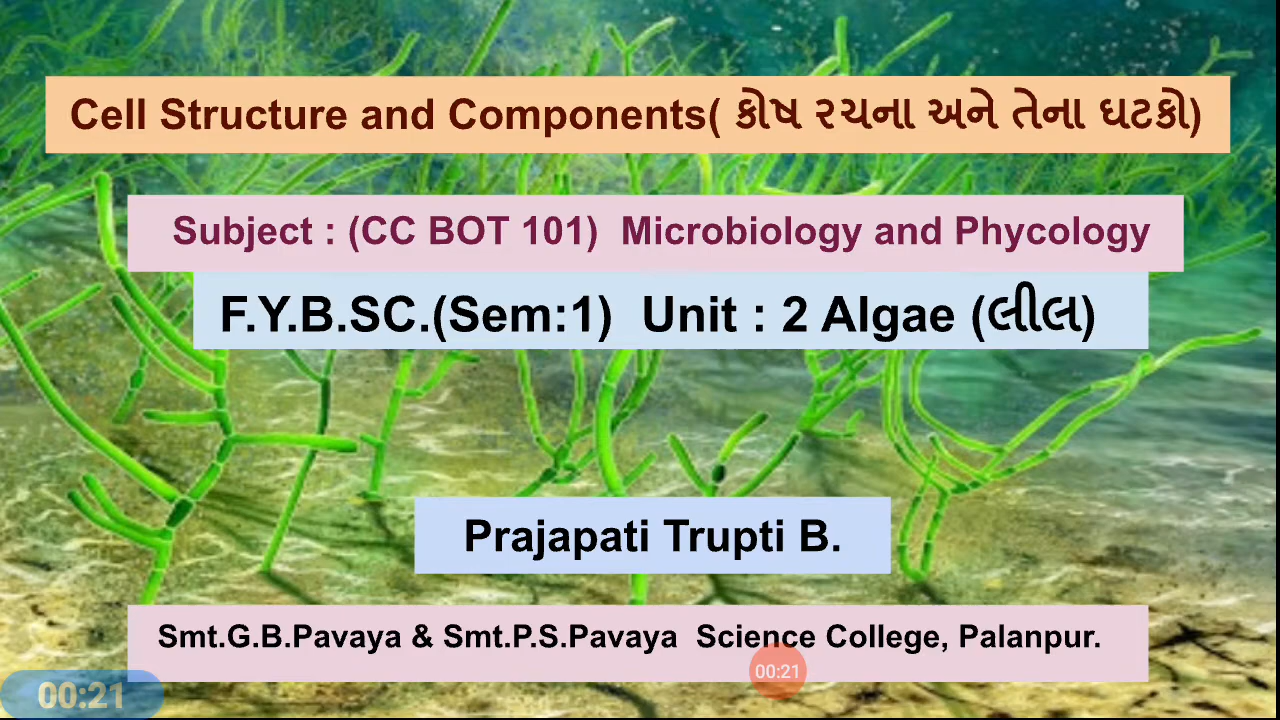 Cell Structure and Components( કોષ રચના અને તેના ઘટકો)
Subject : (CC BOT 101) Microbiology and Phycology
F.Y.B.SC.(Sem:1) Unit : 2 Algae (લીલ)
Prajapati Trupti B.
Smt.G.B.Pavaya & Smt.P.S.Pavaya Science College, Palanpur.
00:21
00:21